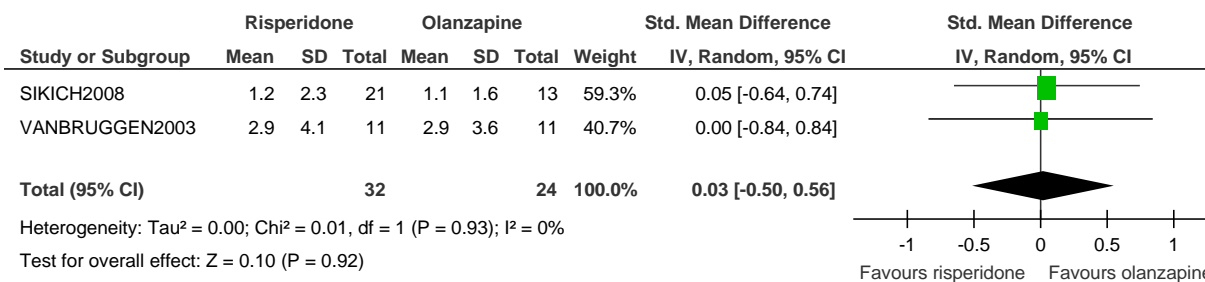 Risperidone Olanzapine Std. Mean Difference Std. Mean Difference
Study or Subgroup Mean SD Total Mean SD Total Weight IV, Random, 95% CI IV, Random, 95% CI
SIKICH2008 1.2 2.3 21 1.1 1.6 13 59.3% 0.05 [-0.64, 0.74]
VANBRUGGEN2003 2.9 4.1 11 2.9 3.6 11 40.7% 0.00 [-0.84, 0.84]
Total (95% CI) 32 24 100.0% 0.03 [-0.50, 0.56]
Heterogeneity: Tau² = 0.00; Chi² = 0.01, df = 1 (P = 0.93); I² = 0%
Test for overall effect: Z = 0.10 (P = 0.92)
-1 -0.5 0 0.5 1
Favours risperidone Favours olanzapine